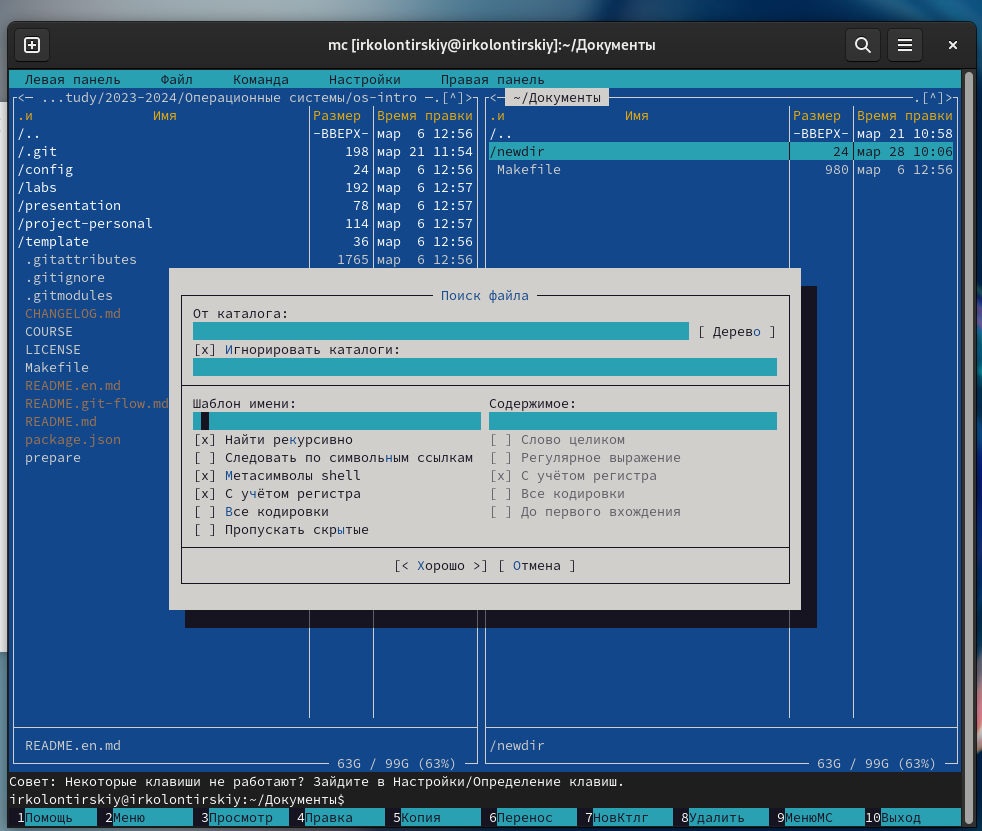 mc [irkolontirskiy@irkolontirskiy]:~/Документы
Левая панель Файл Команда Настройки Правая панель
<— ...tudy/2023-2024/Операционные системы/os-intro —.[^]> <— ~/Документы .[^]>
.и Имя Размер Время правки .и Имя Размер Время правки
/.. -ВВЕРХ- мар 6 12:56 /.. -ВВЕРХ- мар 21 10:58
/.git 198 мар 21 11:54 /newdir 24 мар 28 10:06
/config 24 мар 6 12:56 Makefile 980 мар 6 12:56
/labs 192 мар 6 12:57
/presentation 78 мар 6 12:57
/project-personal 114 мар 6 12:57
/template 36 мар 6 12:56
.gitattributes 1765 мар 6 12:56
.gitignore
.gitmodules
CHANGELOG.md
COURSE
LICENSE
Makefile
README.en.md
README.git-flow.md
README.md
package.json
prepare
Поиск файла
От каталога:
[ Дерево ]
[x] Игнорировать каталоги:
Шаблон имени: Содержимое:
[x] Найти рекурсивно [ ] Слово целиком
[ ] Следовать по символьным ссылкам [ ] Регулярное выражение
[x] Метасимволы shell [x] С учётом регистра
[x] С учётом регистра [ ] Все кодировки
[ ] Все кодировки [ ] До первого вхождения
[ ] Пропускать скрытые
[< Хорошо >] [ Отмена ]
README.en.md /newdir
63G / 99G (63%) 63G / 99G (63%)
Совет: Некоторые клавиши не работают? Зайдите в Настройки/Определение клавиш.
irkolontirskiy@irkolontirskiy:~/Документы$
1Помощь 2Меню 3Просмотр 4Правка 5Копия 6Перенос 7НовКтлг 8Удалить 9МенюМС 10Выход